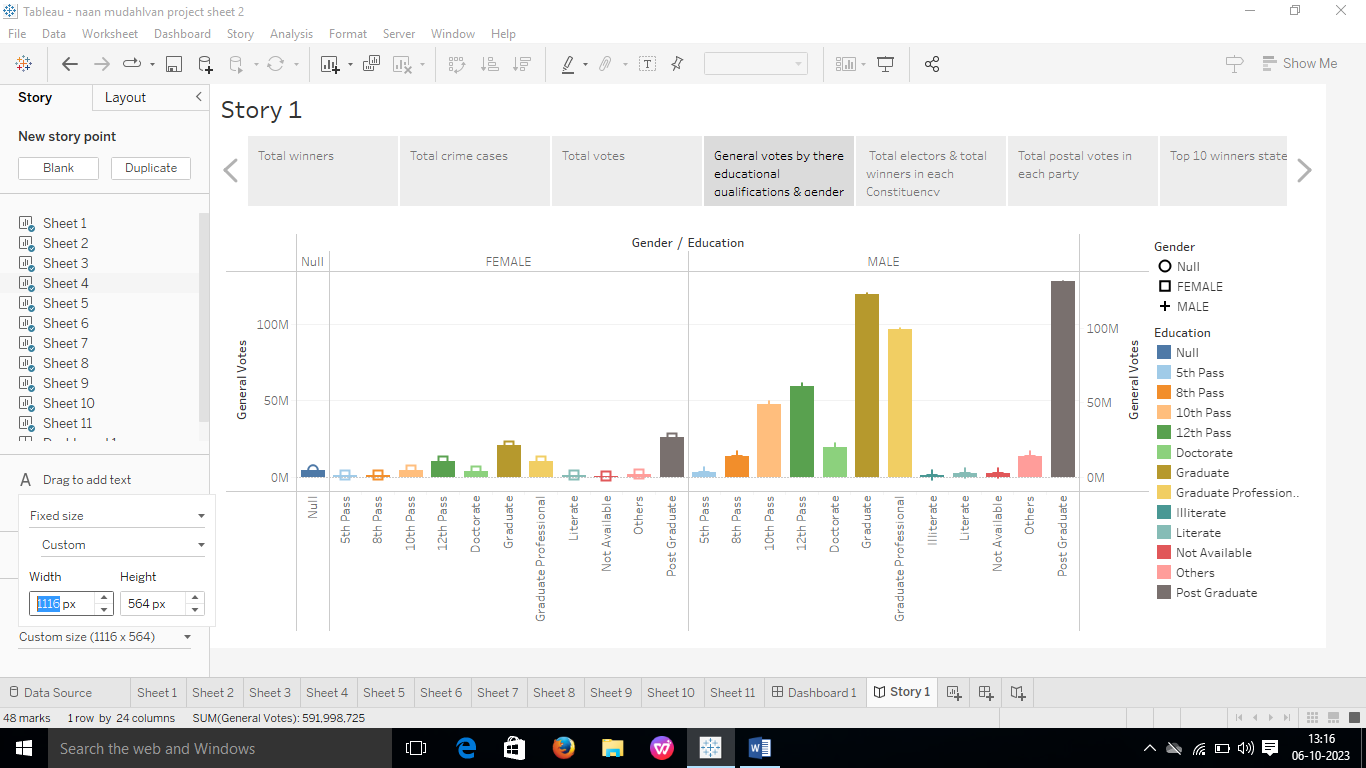 Tableau - naan mudahlvan project sheet 2
File Data Worksheet Dashboard Story Analysis Format Server Window Help
Show Me
Story Layout
New story point
Blank Duplicate
Sheet 1
Sheet 2
Sheet 3
Sheet 4
Sheet 5
Sheet 6
Sheet 7
Sheet 8
Sheet 9
Sheet 10
Sheet 11
A Drag to add text
Fixed size
Custom
Width Height
1116 px 564 px
Custom size (1116 x 564)
Story 1
Total winners
Total crime cases
Total votes
General votes by there
educational
qualifications & gender
Total electors & total
winners in each
Constituency
Total postal votes in
each party
Top 10 winners state
Gender / Education
Null FEMALE MALE
General Votes
100M
50M
0M
General Votes
100M
50M
0M
Null
5th Pass
8th Pass
10th Pass
12th Pass
Doctorate
Graduate
Graduate Professional
Literate
Not Available
Others
Post Graduate
5th Pass
8th Pass
10th Pass
12th Pass
Doctorate
Graduate
Graduate Professional
Illiterate
Literate
Not Available
Others
Post Graduate
Gender
Null
FEMALE
MALE
Education
Null
5th Pass
8th Pass
10th Pass
12th Pass
Doctorate
Graduate
Graduate Profession..
Illiterate
Literate
Not Available
Others
Post Graduate
Data Source Sheet 1 Sheet 2 Sheet 3 Sheet 4 Sheet 5 Sheet 6 Sheet 7 Sheet 8 Sheet 9 Sheet 10 Sheet 11 Dashboard 1 Story 1
48 marks 1 row by 24 columns SUM(General Votes): 591,998,725
Search the web and Windows
13:16
06-10-2023